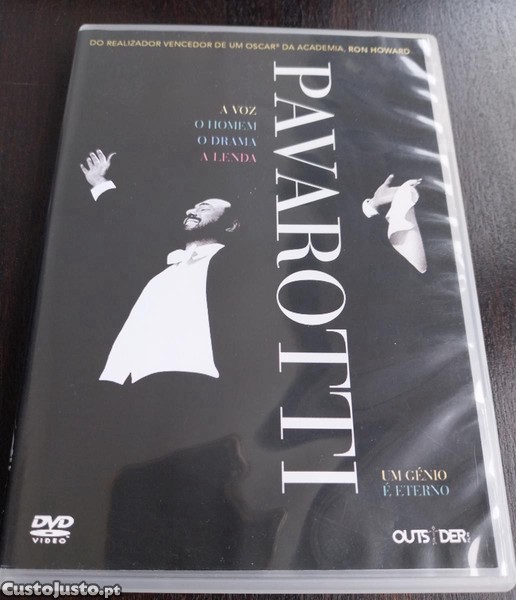 DO REALIZADOR VENCEDOR DE UM OSCAR® DA ACADEMIA, RON HOWARD
A VOZ
O HOMEM
O DRAMA
A LENDA
PAVAROTTI
UM GÉNIO
É ETERNO
DVD
VIDEO
OUTSIDER
CustoJusto.pt